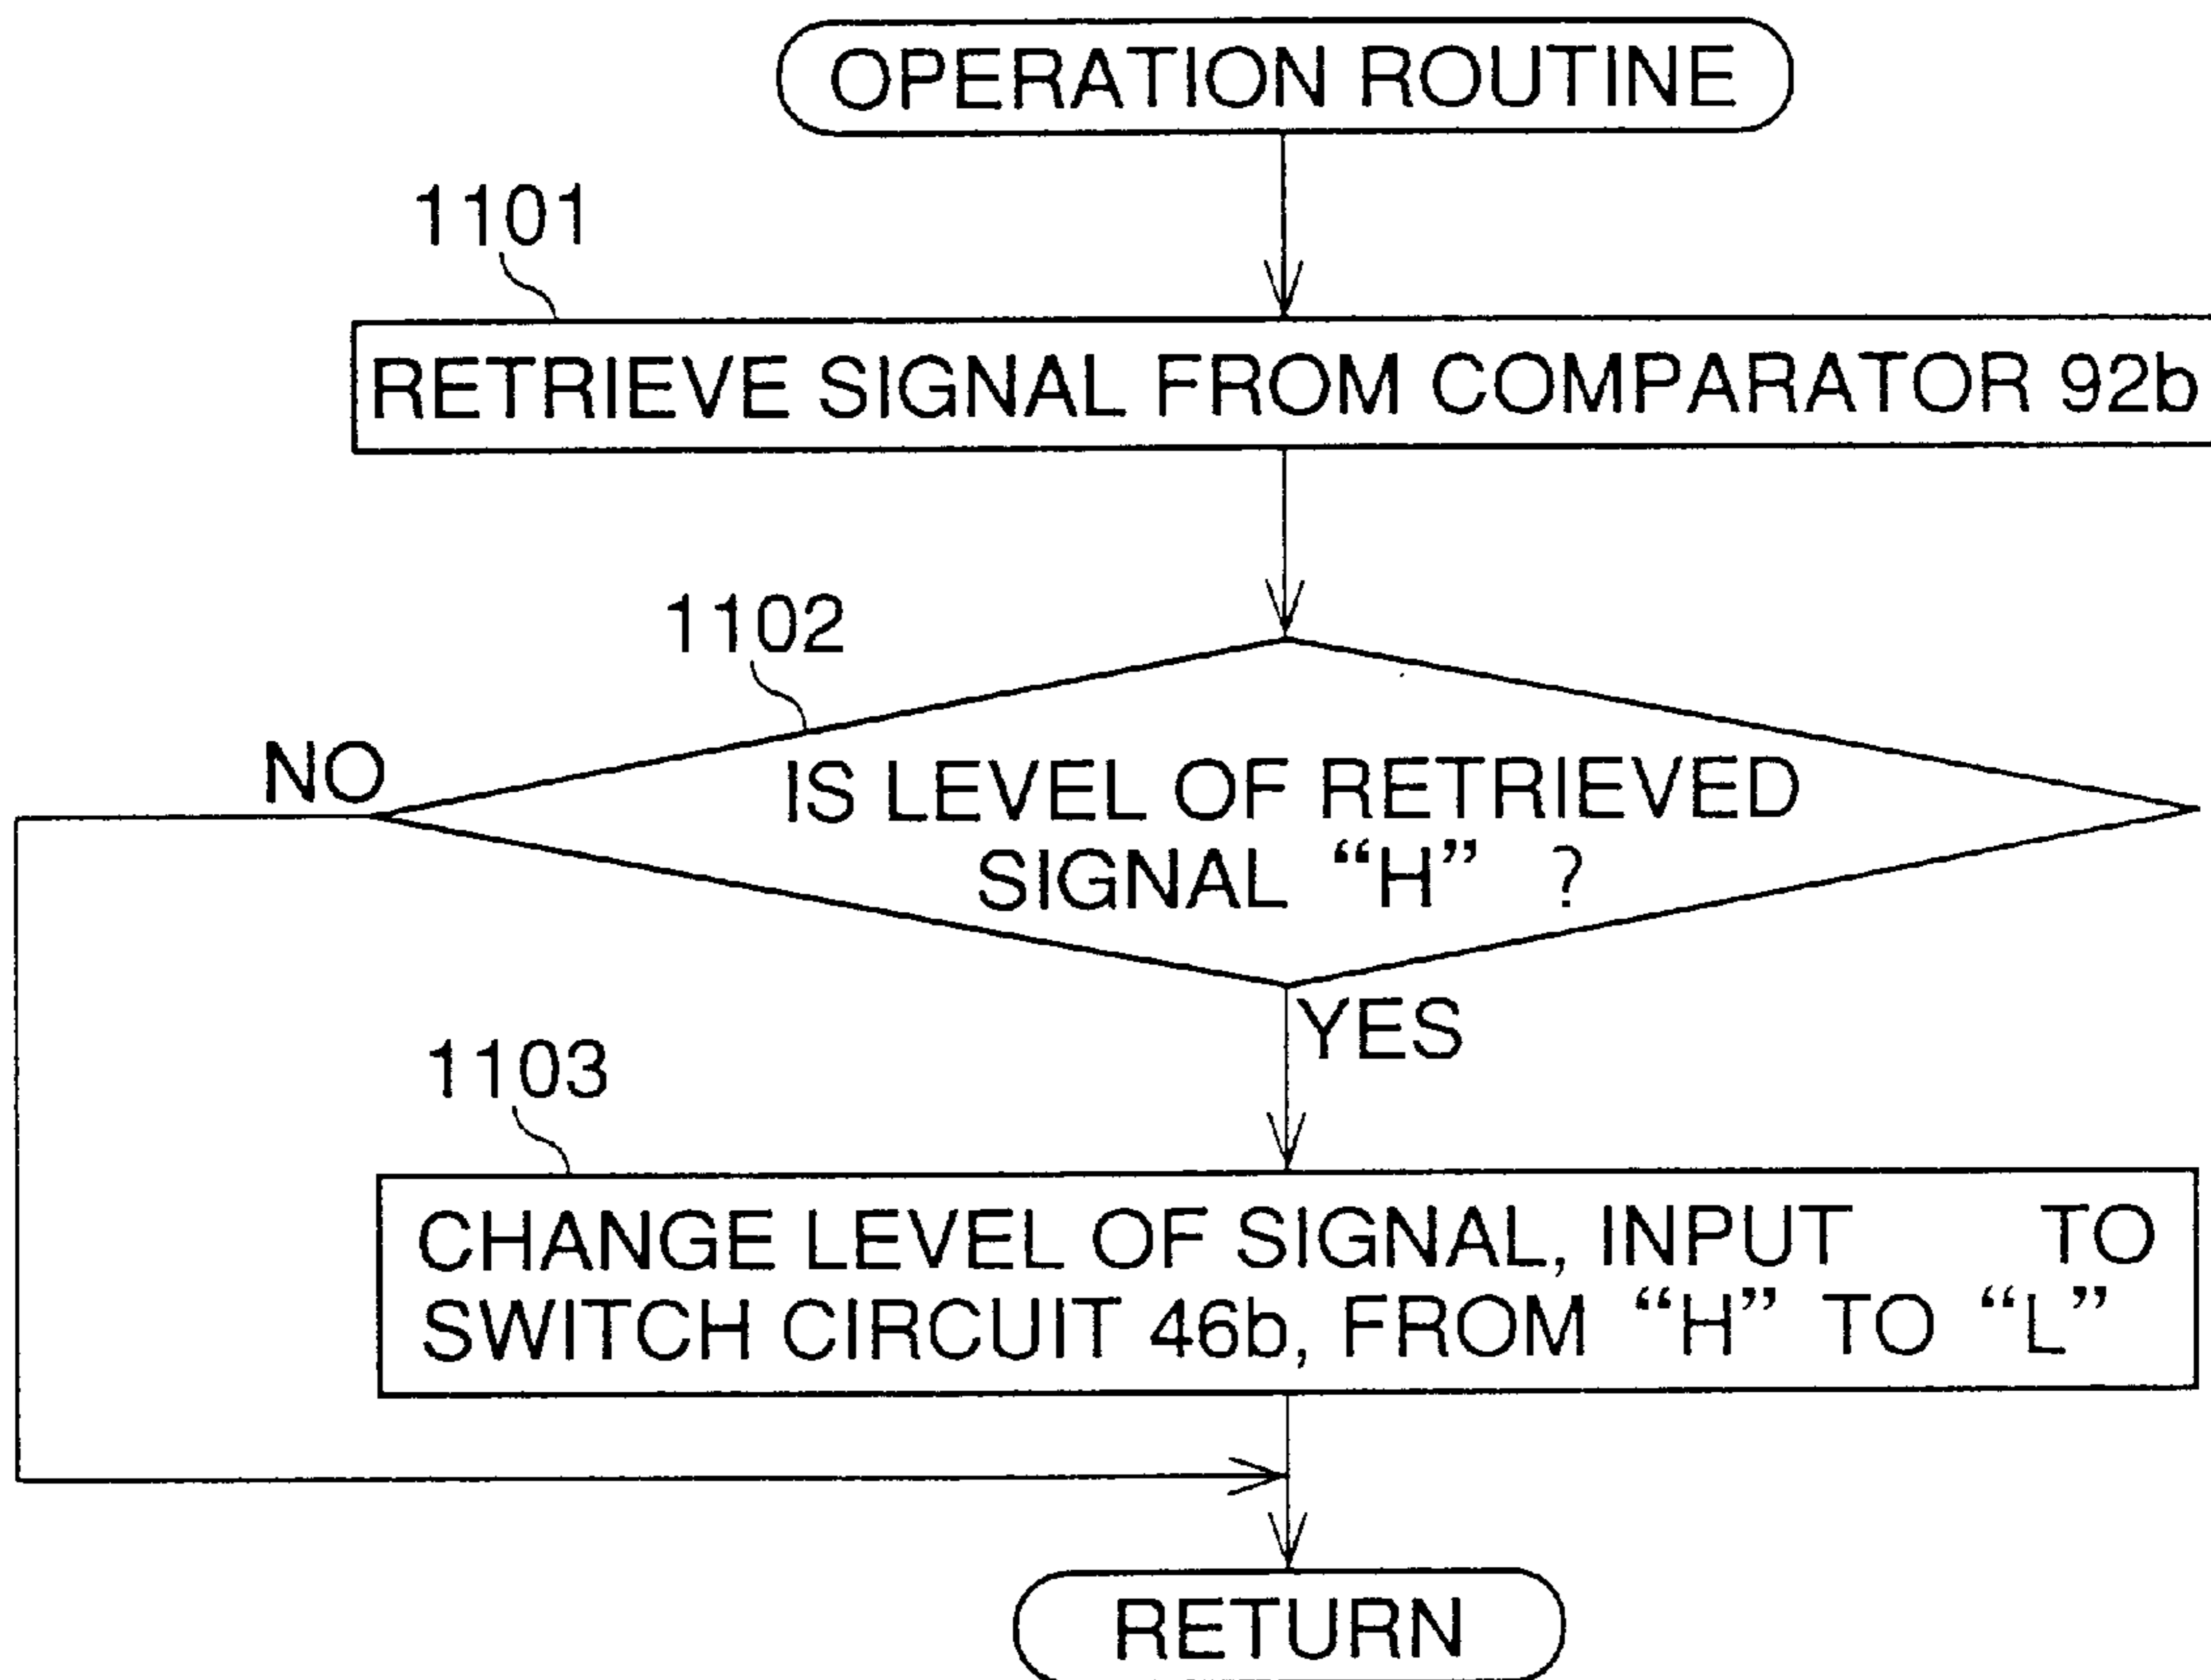 OPERATION ROUTINE
1101
RETRIEVE SIGNAL FROM COMPARATOR 92b
1102
NO
IS LEVEL OF RETRIEVED
SIGNAL “H” ?
YES
1103
CHANGE LEVEL OF SIGNAL, INPUT TO
SWITCH CIRCUIT 46b, FROM “H” TO “L”
RETURN